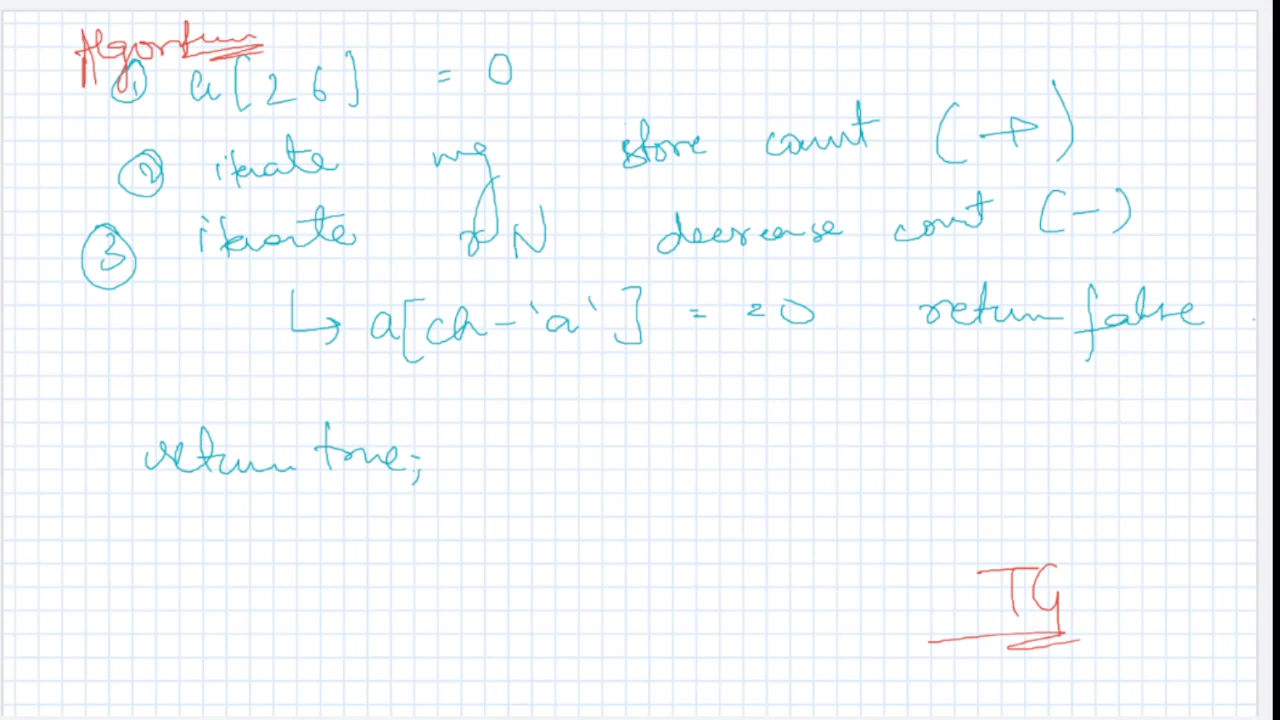 Algorithm
① a[26] = 0
② iterate mg store count (+)
③ iterate rN decrease count (-)
↳ a[ch-'a'] = =0 return false
return true;
TG